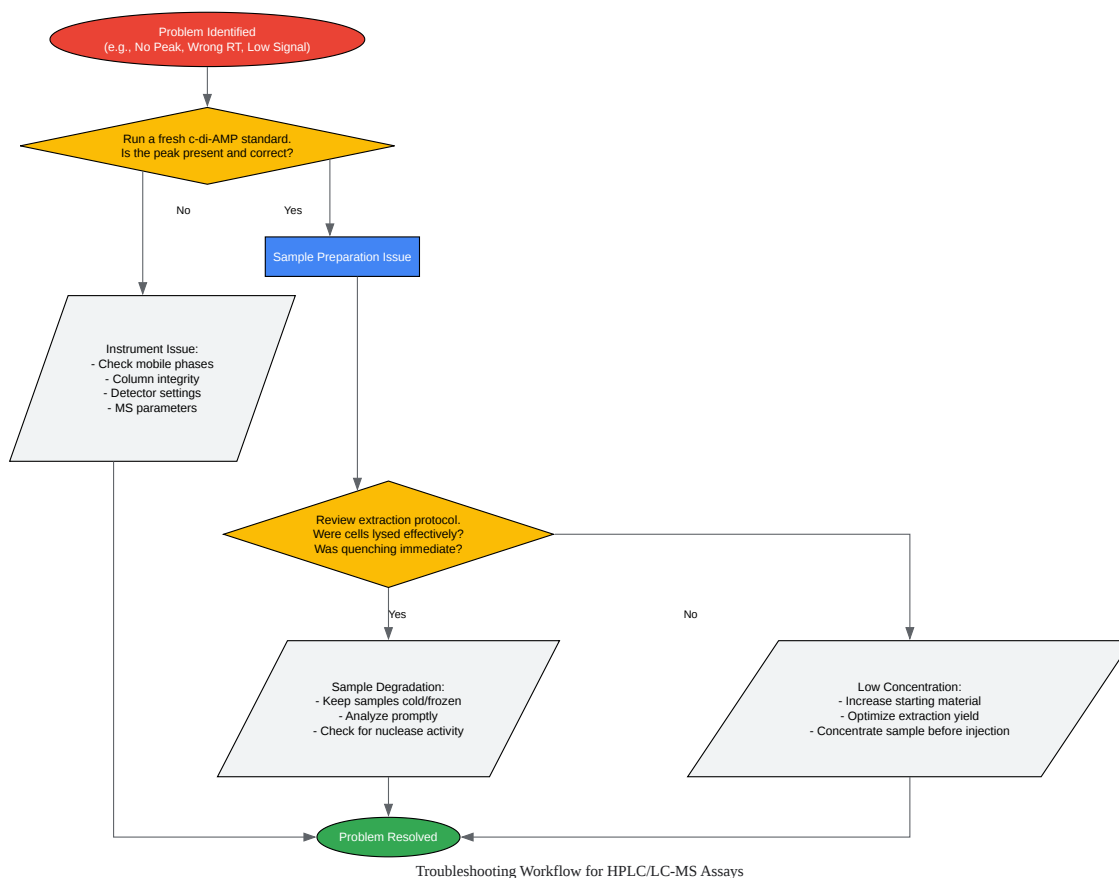 Problem Identified
(e.g., No Peak, Wrong RT, Low Signal)
Run a fresh c-di-AMP standard.
Is the peak present and correct?
No
Yes
Sample Preparation Issue
Instrument Issue:
- Check mobile phases
- Column integrity
- Detector settings
- MS parameters
Review extraction protocol.
Were cells lysed effectively?
Was quenching immediate?
Yes
No
Sample Degradation:
- Keep samples cold/frozen
- Analyze promptly
- Check for nuclease activity
Low Concentration:
- Increase starting material
- Optimize extraction yield
- Concentrate sample before injection
Problem Resolved
Troubleshooting Workflow for HPLC/LC-MS Assays